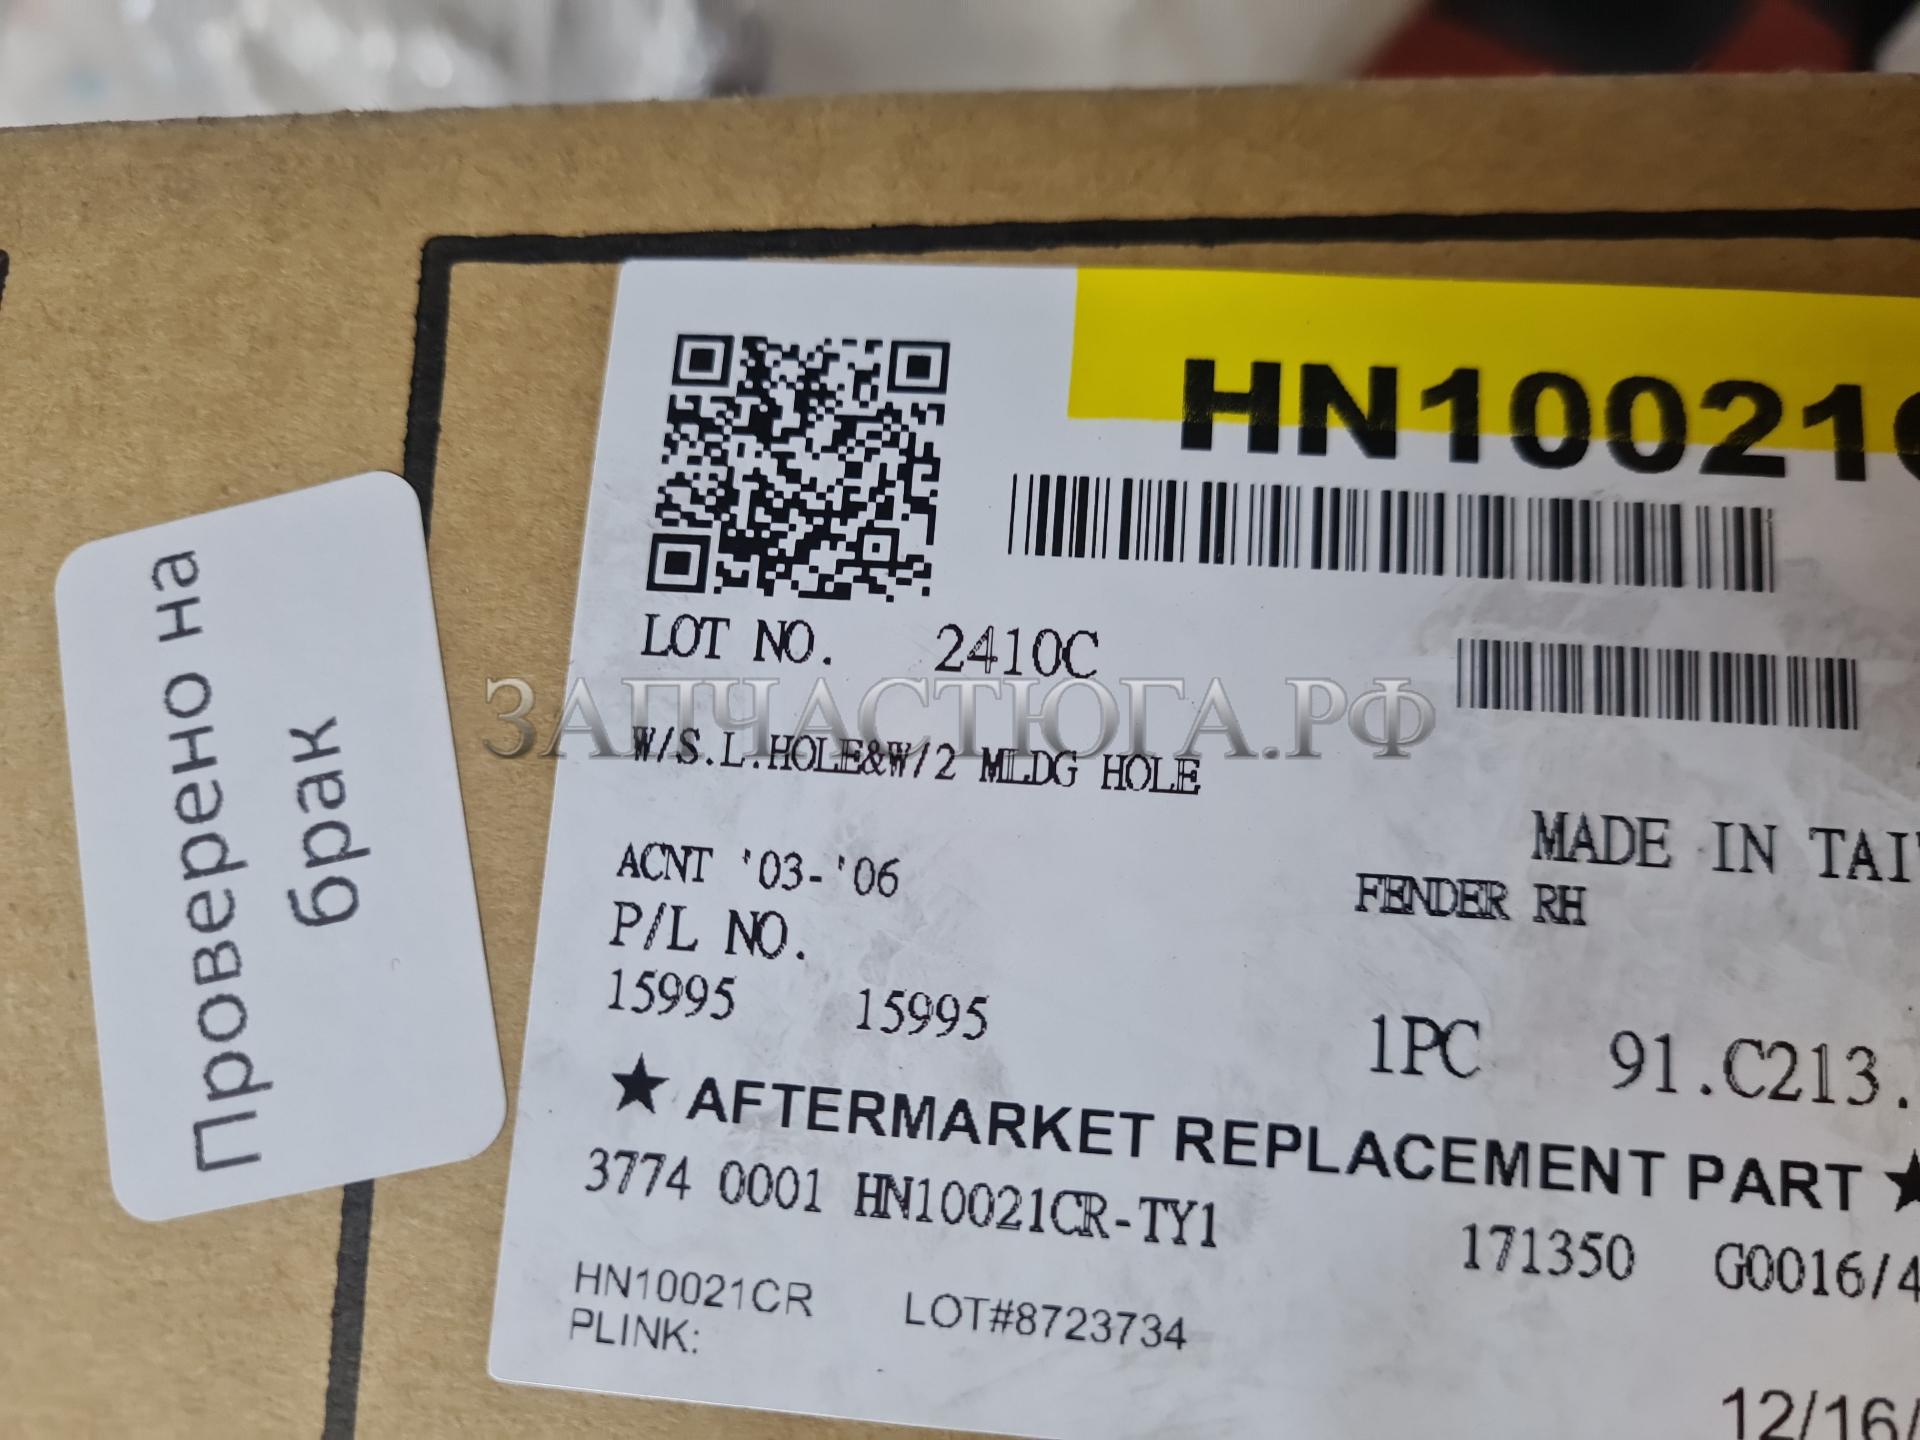 Проверено на
брак
HN10021
LOT NO. 2410C
ЗАПЧАСТЮГА.РФ
W/S.L.HOLE&W/2 MLDG HOLE
MADE IN
ACNT '03-'06
FENDER RH
P/L NO.
15995 15995
1PC 91.C213.
★ AFTERMARKET REPLACEMENT PART ★
3774 0001 HN10021CR-TY1
171350 G0016/4
HN10021CR LOT#8723734
PLINK:
12/16/